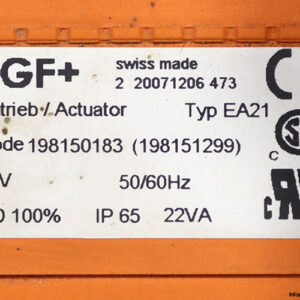 GF+
swiss made
2 20071206 473
trieb / Actuator Typ EA21
ode 198150183 (198151299)
V 50/60Hz
D 100% IP 65 22VA